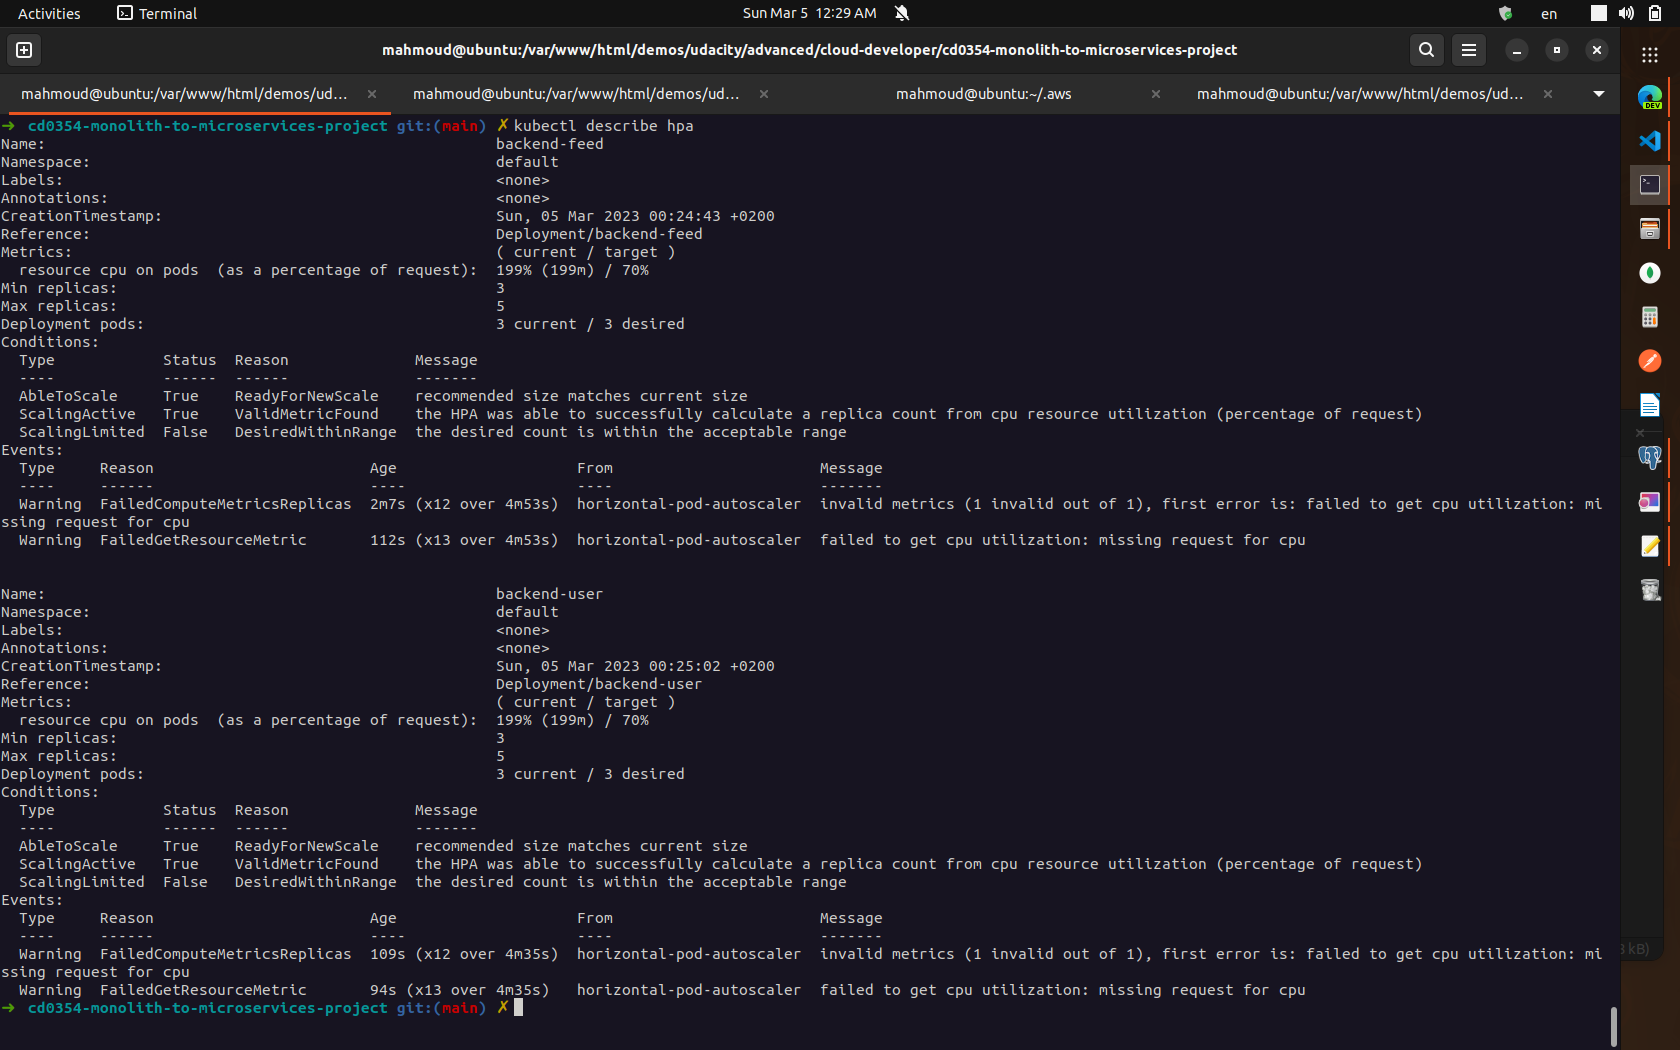 Activities Terminal Sun Mar 5 12:29 AM en
mahmoud@ubuntu:/var/www/html/demos/udacity/advanced/cloud-developer/cd0354-monolith-to-microservices-project
mahmoud@ubuntu:/var/www/html/demos/ud... × mahmoud@ubuntu:/var/www/html/demos/ud... × mahmoud@ubuntu:~/.aws × mahmoud@ubuntu:/var/www/html/demos/ud... ×
➜ cd0354-monolith-to-microservices-project git:(main) ✗ kubectl describe hpa
Name: backend-feed
Namespace: default
Labels: <none>
Annotations: <none>
CreationTimestamp: Sun, 05 Mar 2023 00:24:43 +0200
Reference: Deployment/backend-feed
Metrics: ( current / target )
resource cpu on pods (as a percentage of request): 199% (199m) / 70%
Min replicas: 3
Max replicas: 5
Deployment pods: 3 current / 3 desired
Conditions:
Type Status Reason Message
---- ------ ------ -------
AbleToScale True ReadyForNewScale recommended size matches current size
ScalingActive True ValidMetricFound the HPA was able to successfully calculate a replica count from cpu resource utilization (percentage of request)
ScalingLimited False DesiredWithinRange the desired count is within the acceptable range
Events:
Type Reason Age From Message
---- ------ ---- ---- -------
Warning FailedComputeMetricsReplicas 2m7s (x12 over 4m53s) horizontal-pod-autoscaler invalid metrics (1 invalid out of 1), first error is: failed to get cpu utilization: mi
ssing request for cpu
Warning FailedGetResourceMetric 112s (x13 over 4m53s) horizontal-pod-autoscaler failed to get cpu utilization: missing request for cpu
Name: backend-user
Namespace: default
Labels: <none>
Annotations: <none>
CreationTimestamp: Sun, 05 Mar 2023 00:25:02 +0200
Reference: Deployment/backend-user
Metrics: ( current / target )
resource cpu on pods (as a percentage of request): 199% (199m) / 70%
Min replicas: 3
Max replicas: 5
Deployment pods: 3 current / 3 desired
Conditions:
Type Status Reason Message
---- ------ ------ -------
AbleToScale True ReadyForNewScale recommended size matches current size
ScalingActive True ValidMetricFound the HPA was able to successfully calculate a replica count from cpu resource utilization (percentage of request)
ScalingLimited False DesiredWithinRange the desired count is within the acceptable range
Events:
Type Reason Age From Message
---- ------ ---- ---- -------
Warning FailedComputeMetricsReplicas 109s (x12 over 4m35s) horizontal-pod-autoscaler invalid metrics (1 invalid out of 1), first error is: failed to get cpu utilization: mi
ssing request for cpu
Warning FailedGetResourceMetric 94s (x13 over 4m35s) horizontal-pod-autoscaler failed to get cpu utilization: missing request for cpu
➜ cd0354-monolith-to-microservices-project git:(main) ✗
DEV
kB)